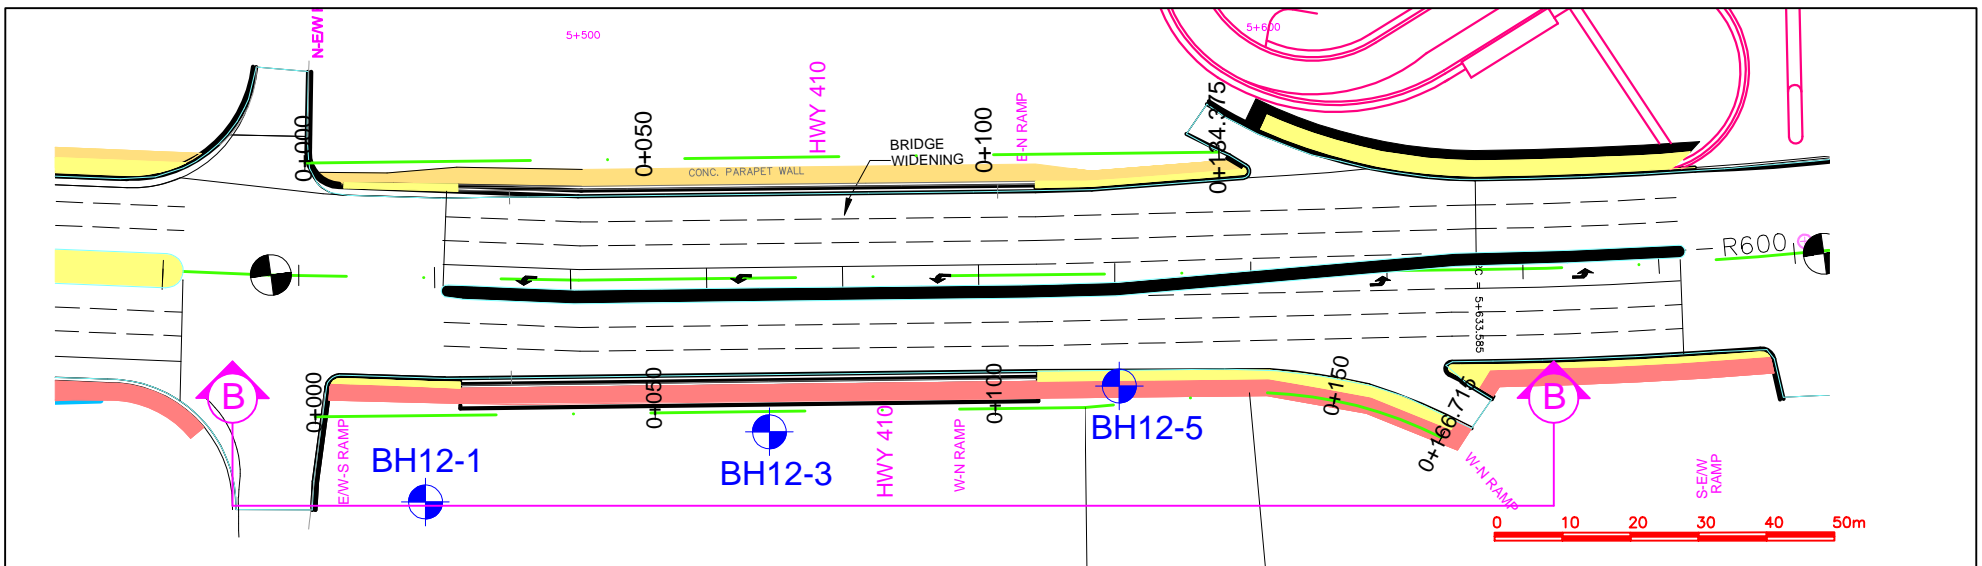 N-E/W
5+500
5+600
HWY 410
0+000
0+050
0+100
E-N RAMP
0+134.375
BRIDGE
WIDENING
CONC. PARAPET WALL
R600
PC = 5+633.585
B
B
0+000
0+050
0+100
0+150
0+166.715
E/W-S RAMP
BH12-1
BH12-3
HWY 410
W-N RAMP
BH12-5
W-N RAMP
S-E/W
RAMP
0 10 20 30 40 50m